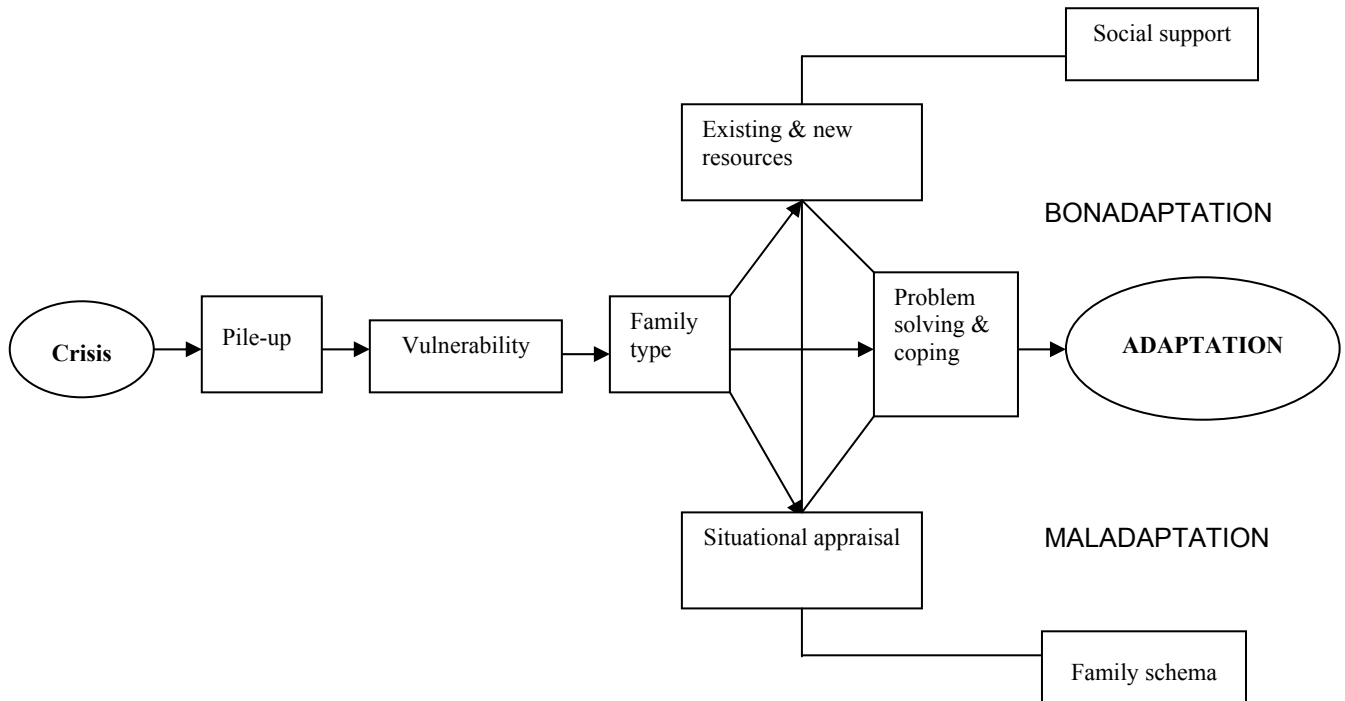 Social support
Existing & new
resources
BONADAPTATION
Crisis
Pile-up
Vulnerability
Family
type
Problem
solving &
coping
ADAPTATION
Situational appraisal
MALADAPTATION
Family schema